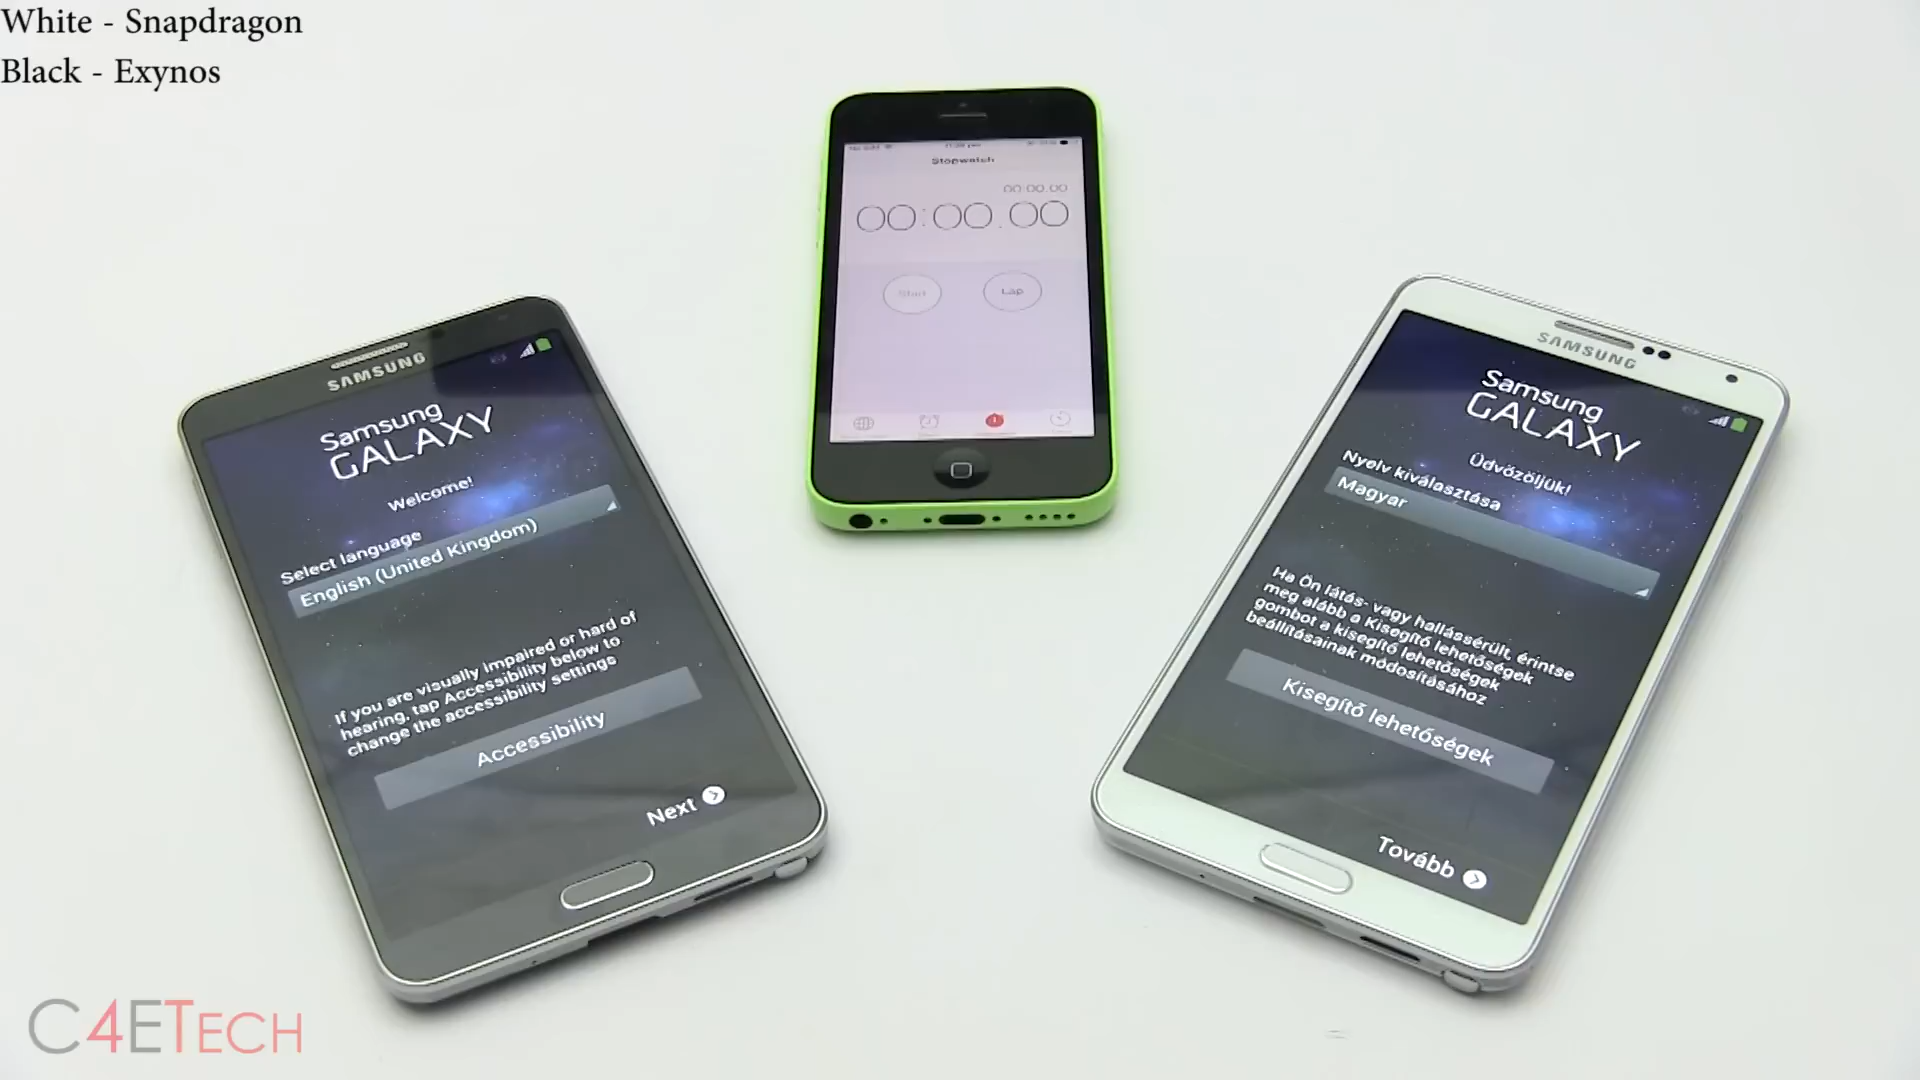 White - Snapdragon
Black - Exynos
Stopwatch
00:00.00
00:00.00
Start
Lap
SAMSUNG
Samsung
GALAXY
Welcome!
Select language
English (United Kingdom)
If you are visually impaired or hard of
hearing, tap Accessibility below to
change the accessibility settings
Accessibility
Next
SAMSUNG
Samsung
GALAXY
Üdvözöljük!
Nyelv kiválasztása
Magyar
Ha Ön látás- vagy hallássérült, érintse
meg alább a Kisegítő lehetőségek
gombot a kisegítő lehetőségek
beállításainak módosításához
Kisegítő lehetőségek
Tovább
C4ETECH